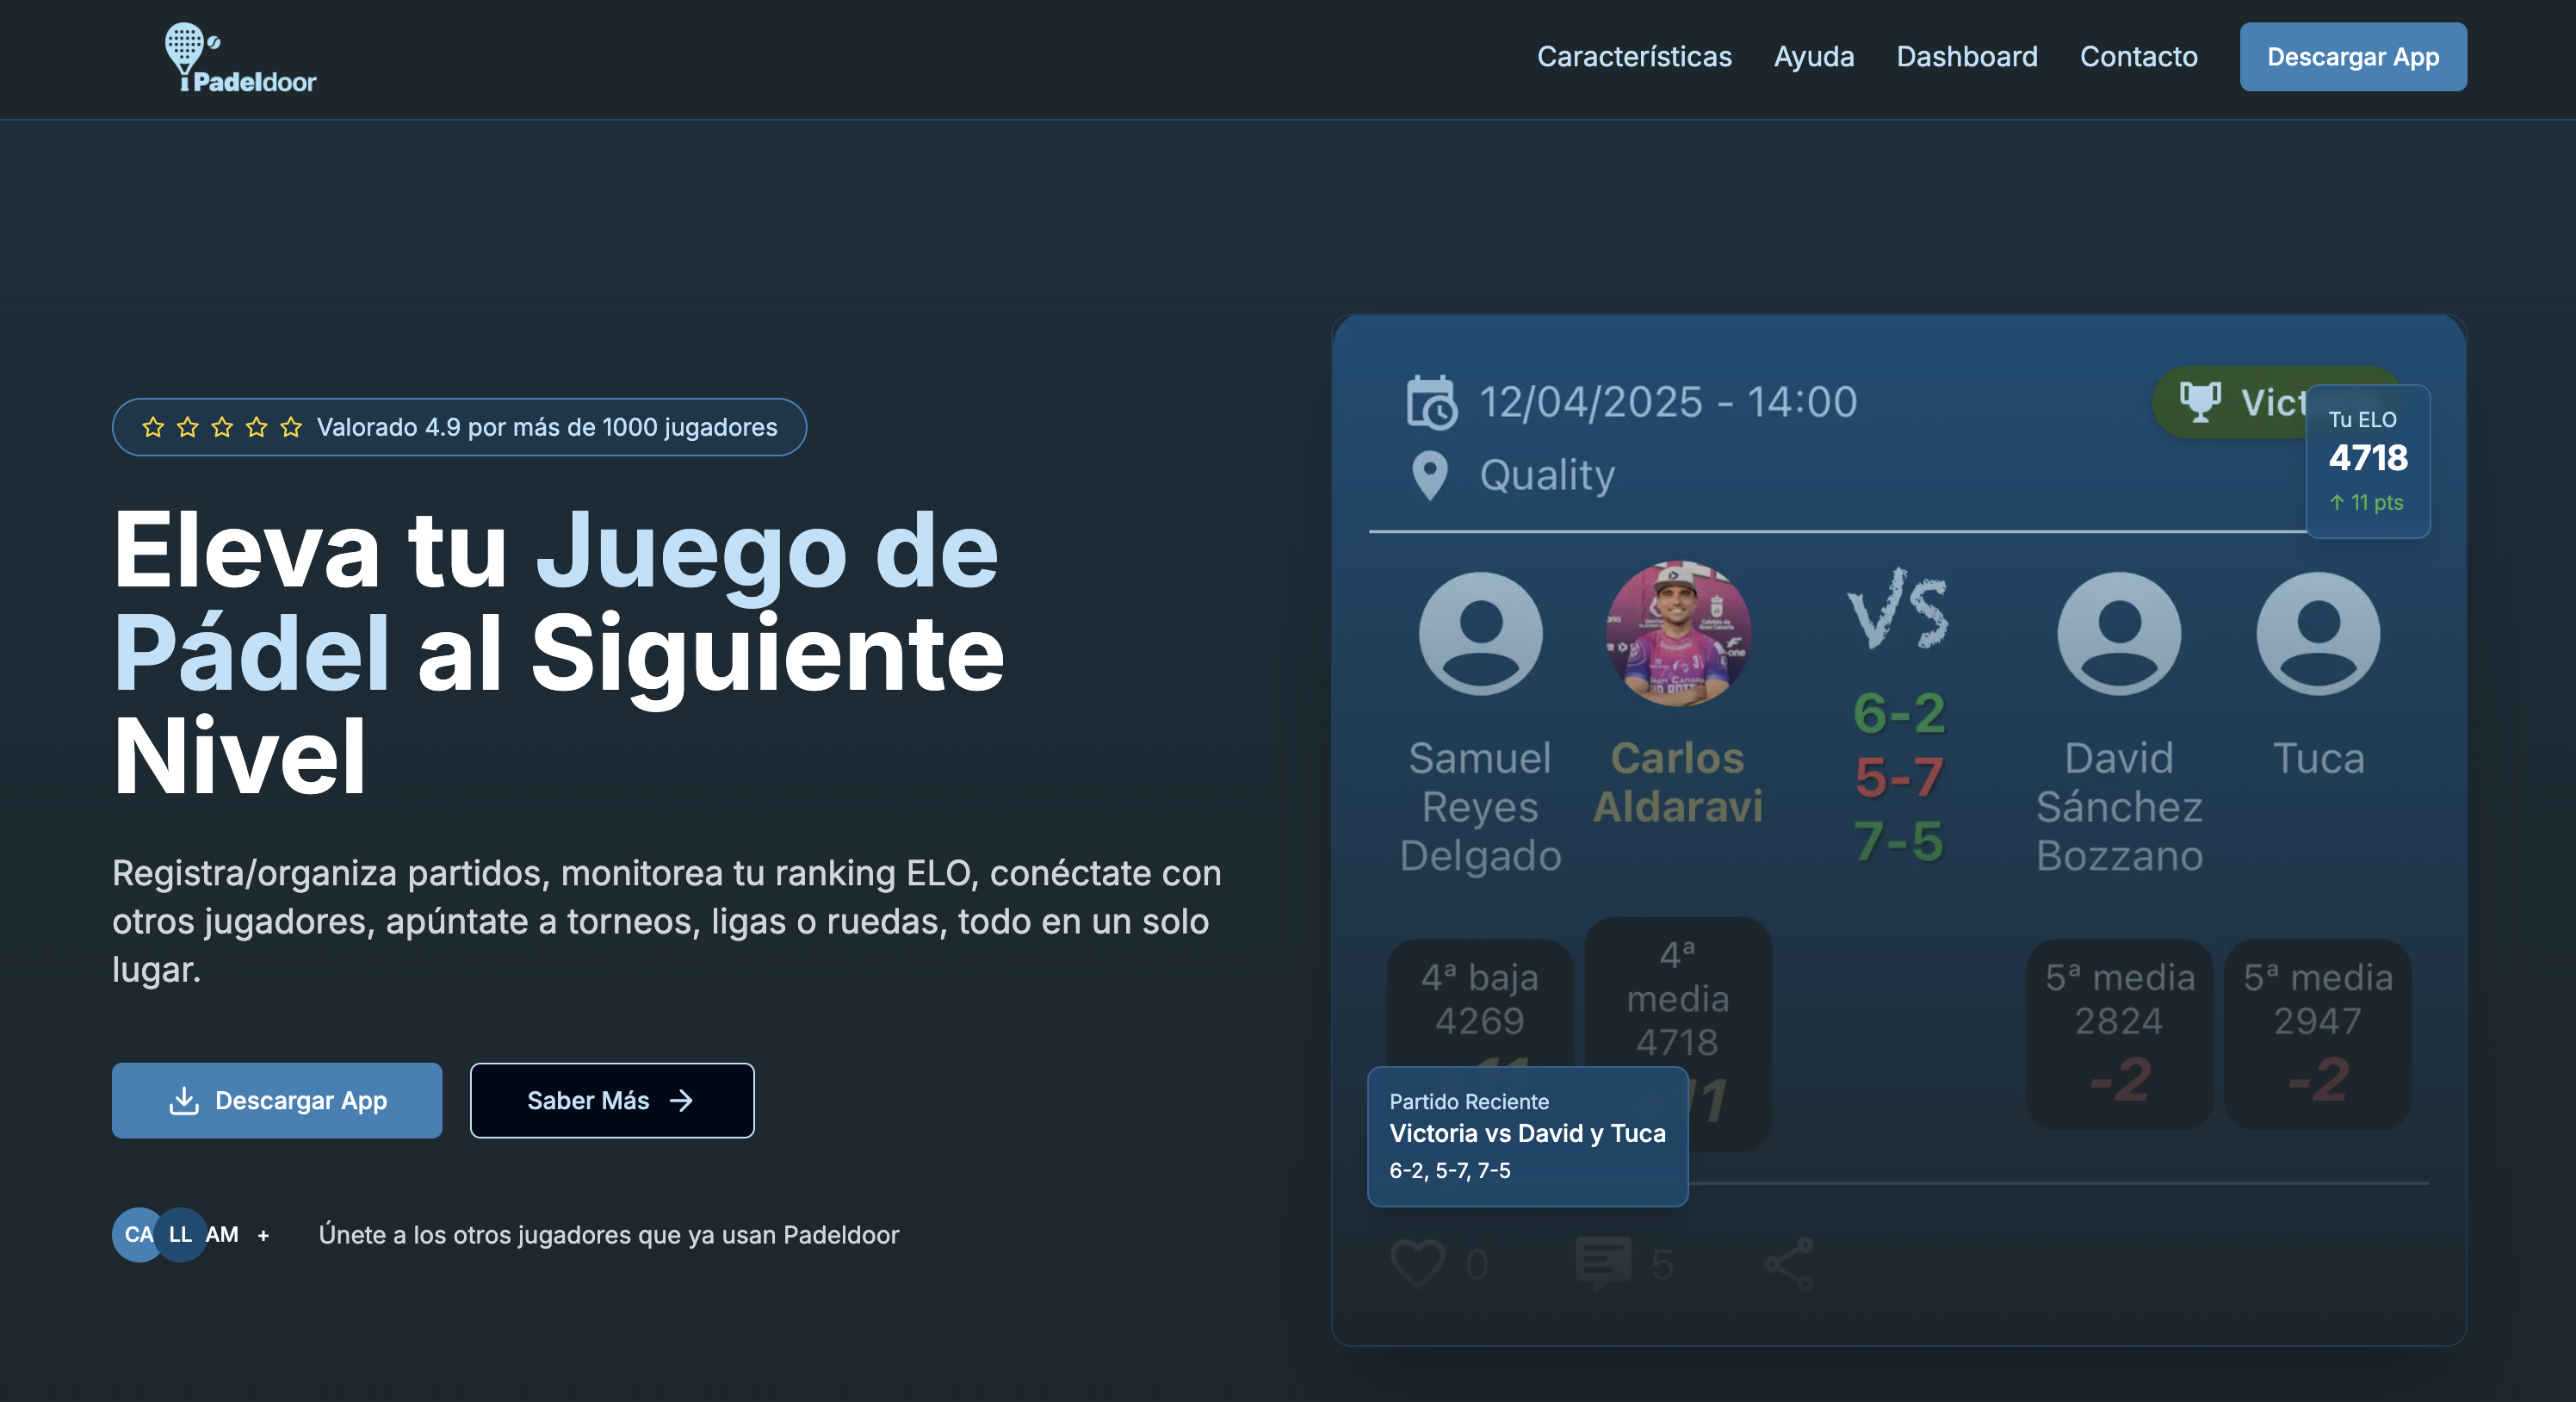 Padeldoor
Características
Ayuda
Dashboard
Contacto
Descargar App
Valorado 4.9 por más de 1000 jugadores
Eleva tu Juego de
Pádel al Siguiente
Nivel
Registra/organiza partidos, monitorea tu ranking ELO, conéctate con
otros jugadores, apúntate a torneos, ligas o ruedas, todo en un solo
lugar.
Descargar App
Saber Más
CA
LL
AM
+
Únete a los otros jugadores que ya usan Padeldoor
12/04/2025 - 14:00
Quality
Tu ELO
4718
↑ 11 pts
VS
6-2
5-7
7-5
Samuel
Reyes
Delgado
Carlos
Aldaravi
David
Sánchez
Bozzano
Tuca
4ª baja
4269
4ª
media
4718
5ª media
2824
-2
5ª media
2947
-2
Partido Reciente
Victoria vs David y Tuca
6-2, 5-7, 7-5
0
5